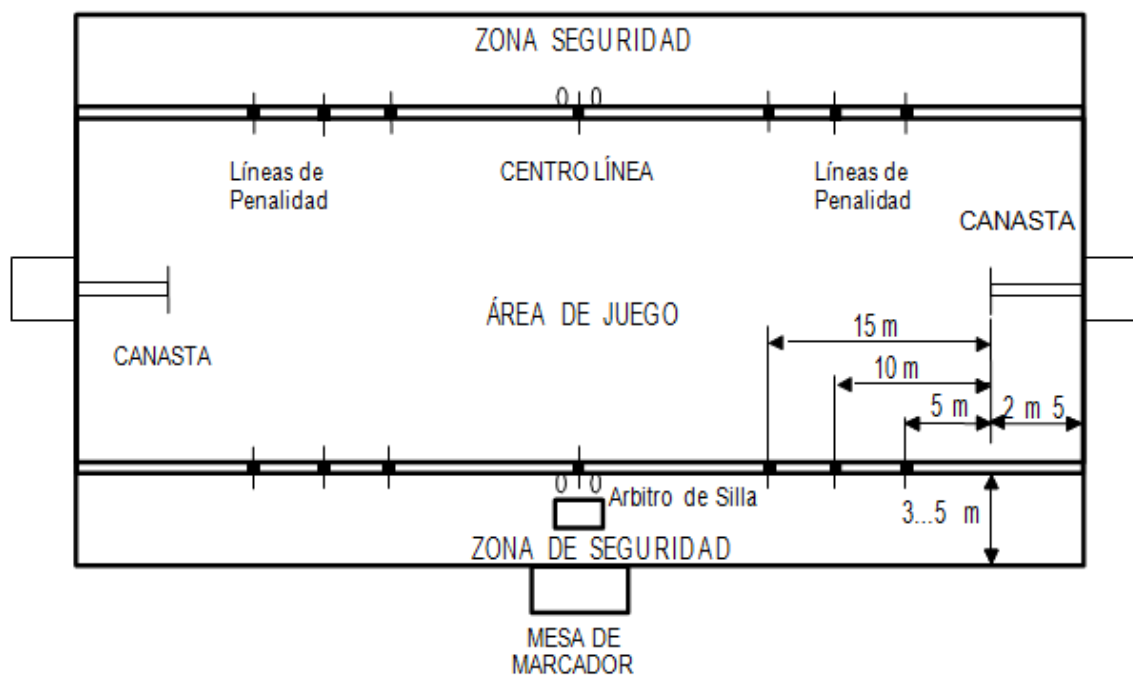 ZONA SEGURIDAD
0 0
Líneas de
Penalidad
CENTRO LÍNEA
Líneas de
Penalidad
CANASTA
ÁREA DE JUEGO
15 m
CANASTA
10 m
5 m
2 m 5
0 0
Arbitro de Silla
3...5 m
ZONA DE SEGURIDAD
MESA DE
MARCADOR